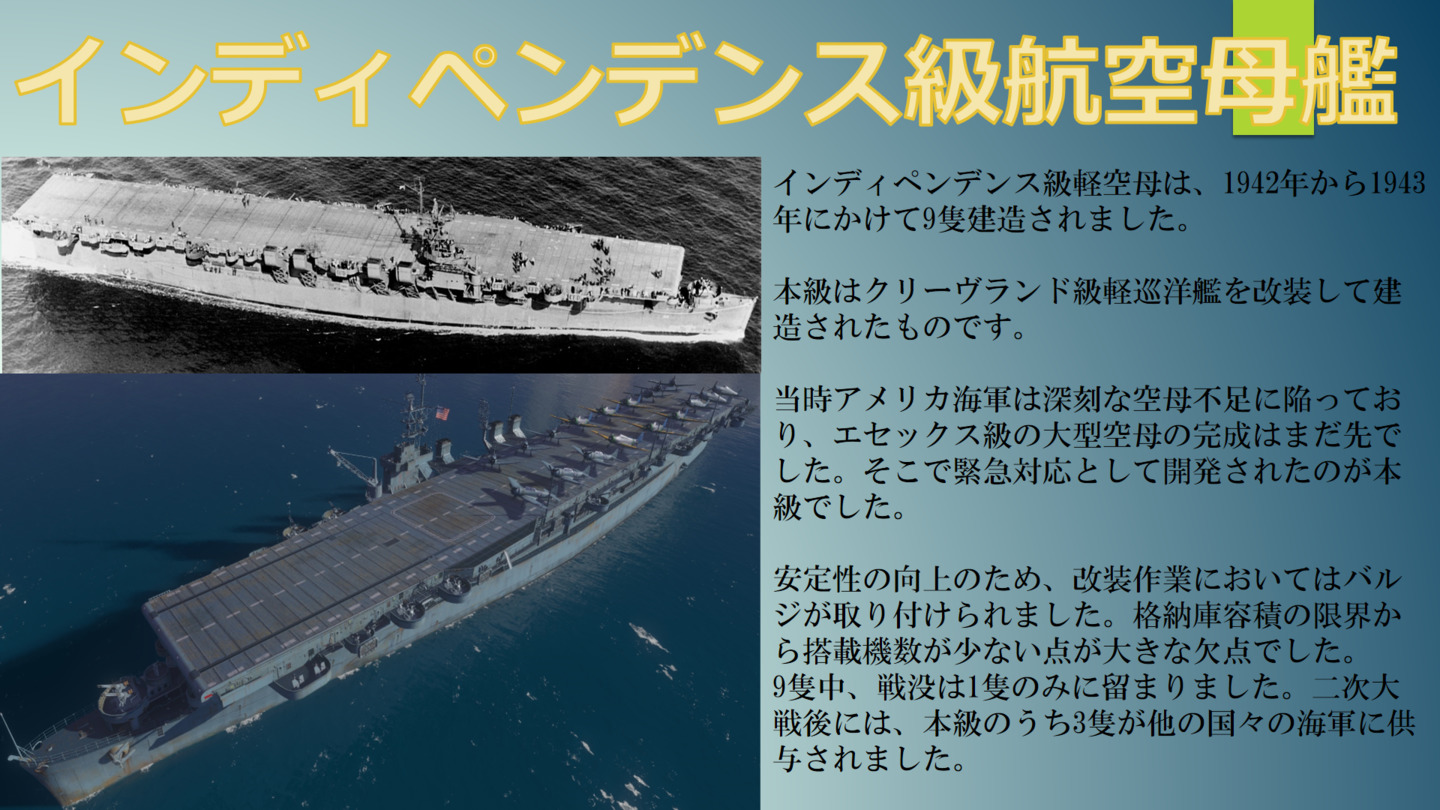 インディペンデンス級航空母艦
インディペンデンス級軽空母は、1942年から1943
年にかけて9隻建造されました。
本級はクリーヴランド級軽巡洋艦を改装して建
造されたものです。
当時アメリカ海軍は深刻な空母不足に陥ってお
り、エセックス級の大型空母の完成はまだ先で
した。そこで緊急対応として開発されたのが本
級でした。
安定性の向上のため、改装作業においてはバル
ジが取り付けられました。格納庫容積の限界か
ら搭載機数が少ない点が大きな欠点でした。
9隻中、戦没は1隻のみに留まりました。二次大
戦後には、本級のうち3隻が他の国々の海軍に供
与されました。